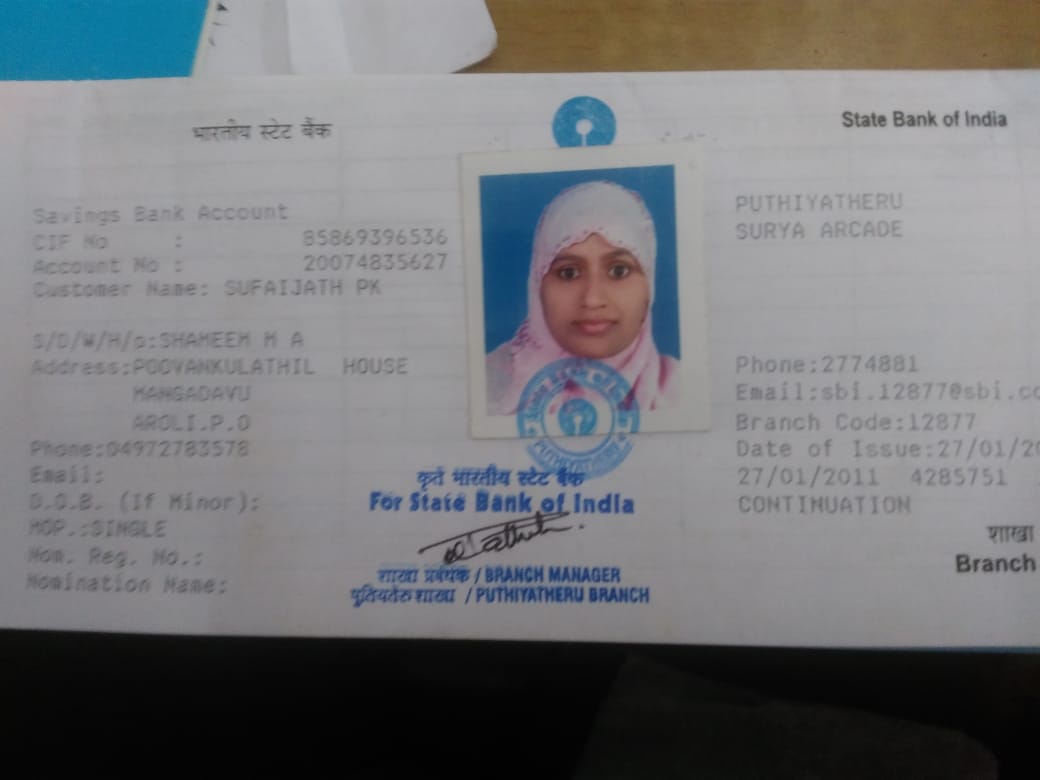 भारतीय स्टेट बैंक
State Bank of India
Savings Bank Account
CIF No : 85869396536
Account No : 20074835627
Customer Name: SUFAIJATH PK
S/D/W/H/o:SHAMEEM M A
Address:POOVANKULATHIL HOUSE
MANGADAVU
AROLI.P.O
Phone:04972783578
Email:
D.O.B. (If Minor):
MOP.:SINGLE
Nom. Reg. No.:
Nomination Name:
PUTHIYATHERU
कृते भारतीय स्टेट बैंक
For State Bank of India
शाखा प्रबंधक / BRANCH MANAGER
पुतियतेरु शाखा / PUTHIYATHERU BRANCH
PUTHIYATHERU
SURYA ARCADE
Phone:2774881
Email:sbi.12877@sbi.co
Branch Code:12877
Date of Issue:27/01/20
27/01/2011 4285751
CONTINUATION
शाखा
Branch